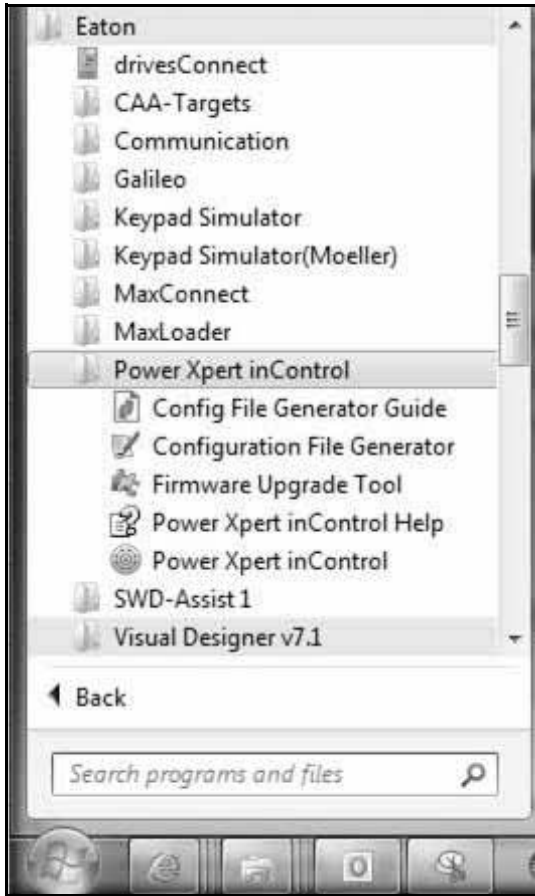 Eaton
drivesConnect
CAA-Targets
Communication
Galileo
Keypad Simulator
Keypad Simulator(Moeller)
MaxConnect
MaxLoader
Power Xpert inControl
Config File Generator Guide
Configuration File Generator
Firmware Upgrade Tool
Power Xpert inControl Help
Power Xpert inControl
SWD-Assist 1
Visual Designer v7.1
Back
Search programs and files